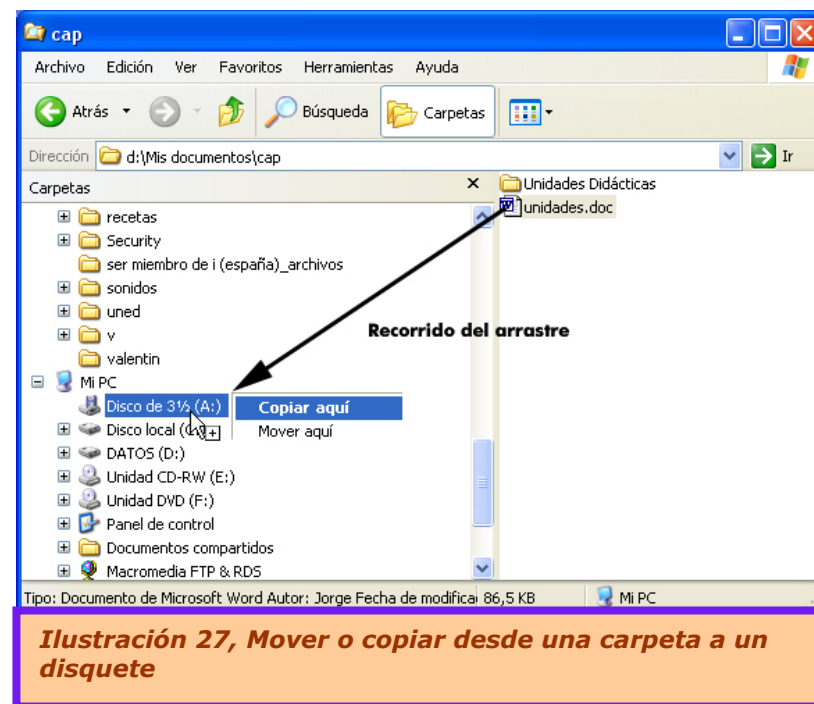 cap
Archivo Edición Ver Favoritos Herramientas Ayuda
Atrás Búsqueda Carpetas
Dirección d:\Mis documentos\cap Ir
Carpetas
Unidades Didácticas
unidades.doc
recetas
Security
ser miembro de i (españa)_archivos
sonidos
uned
v
Recorrido del arrastre
valentin
Mi PC
Disco de 3½ (A:)
Copiar aquí
Disco local
Mover aquí
DATOS (D:)
Unidad CD-RW (E:)
Unidad DVD (F:)
Panel de control
Documentos compartidos
Macromedia FTP & RDS
Tipo: Documento de Microsoft Word Autor: Jorge Fecha de modifica 86,5 KB Mi PC
Ilustración 27, Mover o copiar desde una carpeta a un
disquete